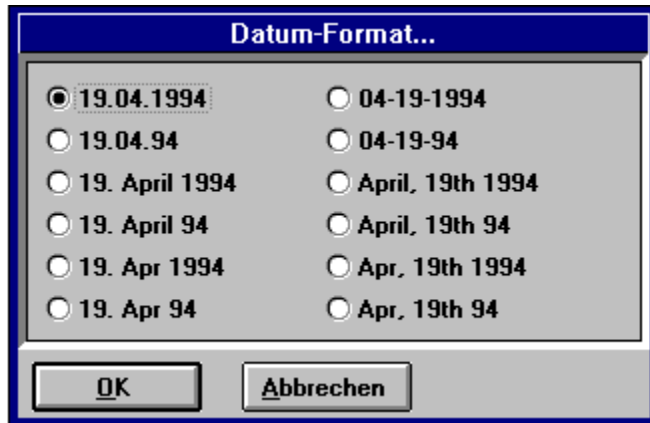 Datum-Format...
19.04.1994
04-19-1994
19.04.94
04-19-94
19. April 1994
April, 19th 1994
19. April 94
April, 19th 94
19. Apr 1994
Apr, 19th 1994
19. Apr 94
Apr, 19th 94
OK
Abbrechen